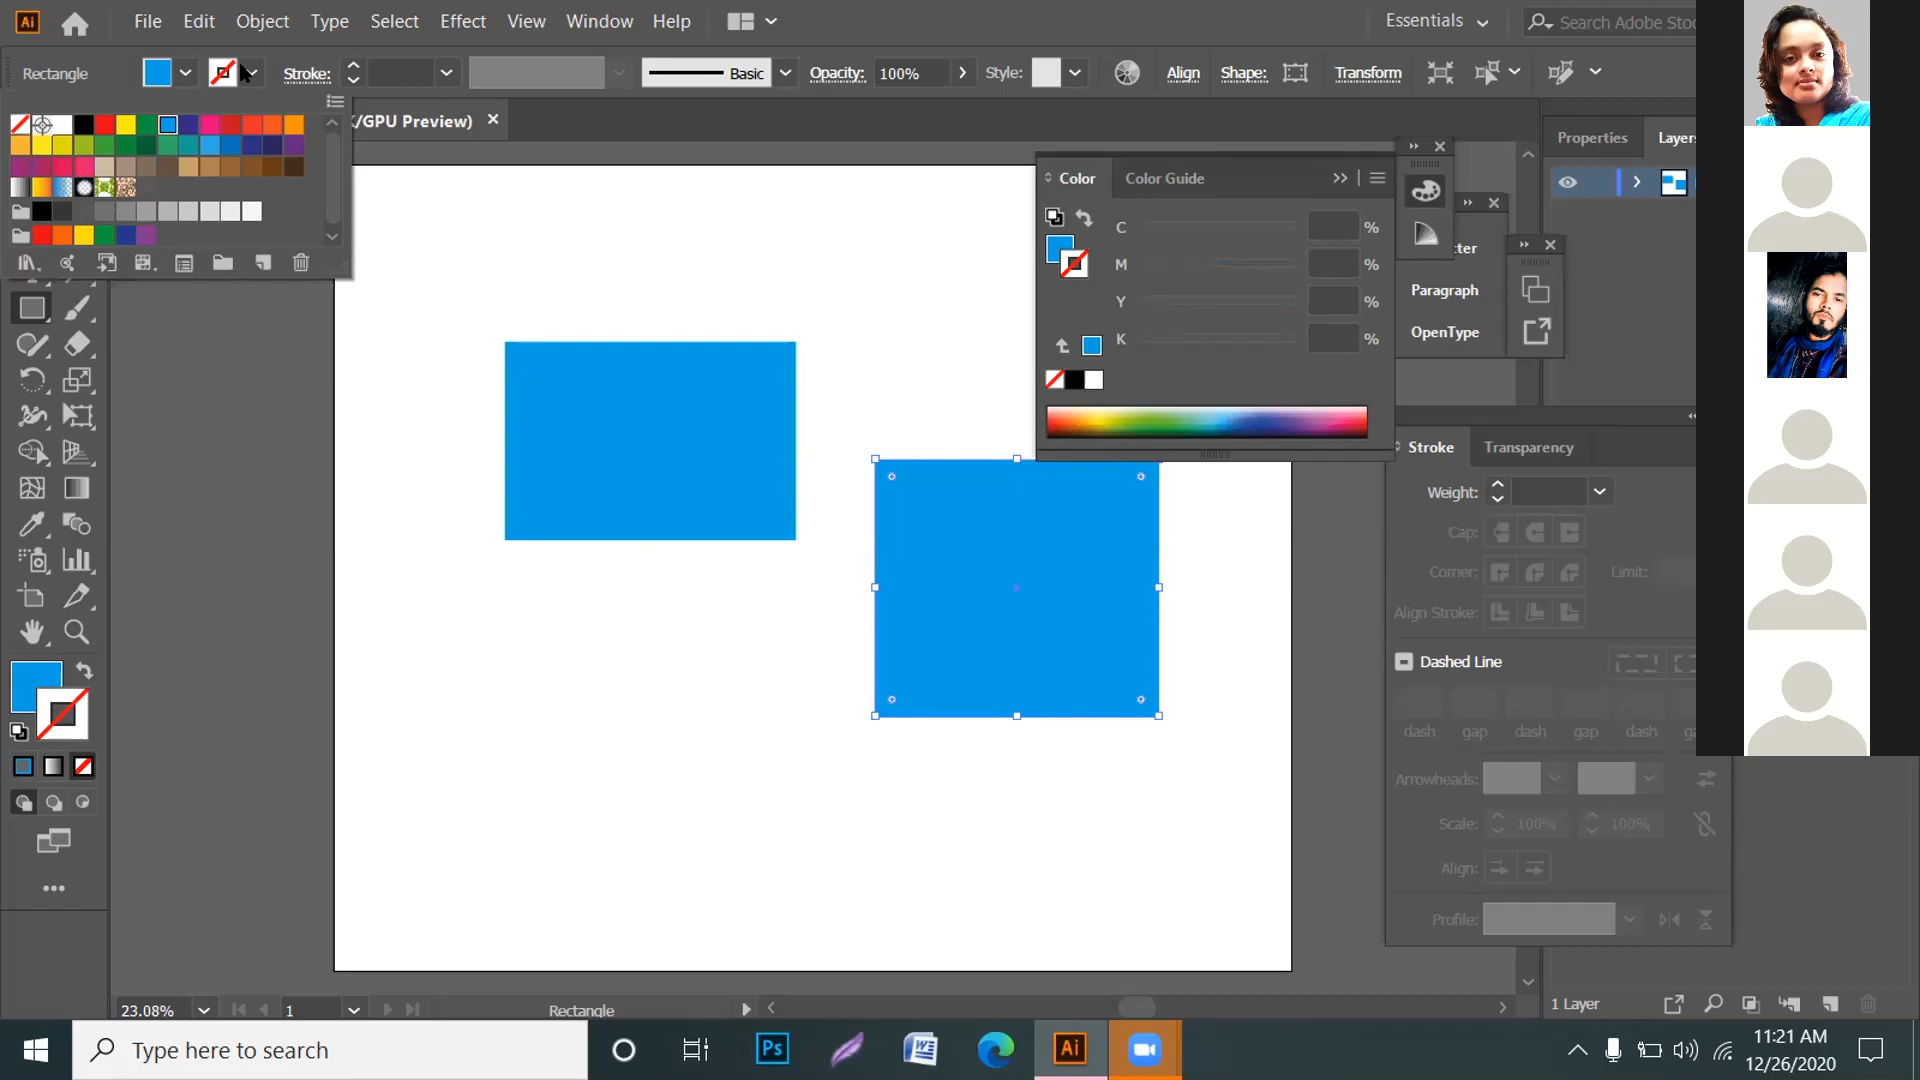 Ai File Edit Object Type Select Effect View Window Help Essentials Search Adobe Stoc
Rectangle Stroke: Basic Opacity: 100% Style: Align Shape: Transform
/GPU Preview) ×
Properties Layers
Color Color Guide
C %
M %
Y %
K %
Paragraph
OpenType
Stroke Transparency
Weight:
Cap:
Corner: Limit:
Align Stroke:
Dashed Line
dash gap dash gap dash
Arrowheads:
Scale: 100% 100%
Align:
Profile:
23.08% 1 Rectangle
1 Layer
Type here to search
Ps
W
Ai
11:21 AM
12/26/2020